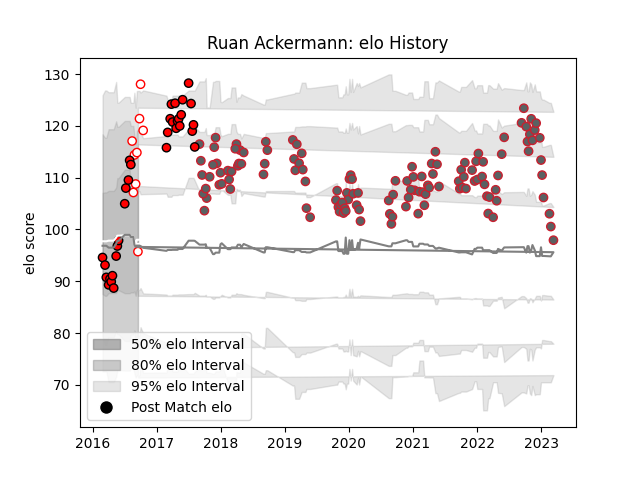 Ruan Ackermann: elo History
elo score
130
120
110
100
90
80
70
50% elo Interval
80% elo Interval
95% elo Interval
Post Match elo
2016 2017 2018 2019 2020 2021 2022 2023